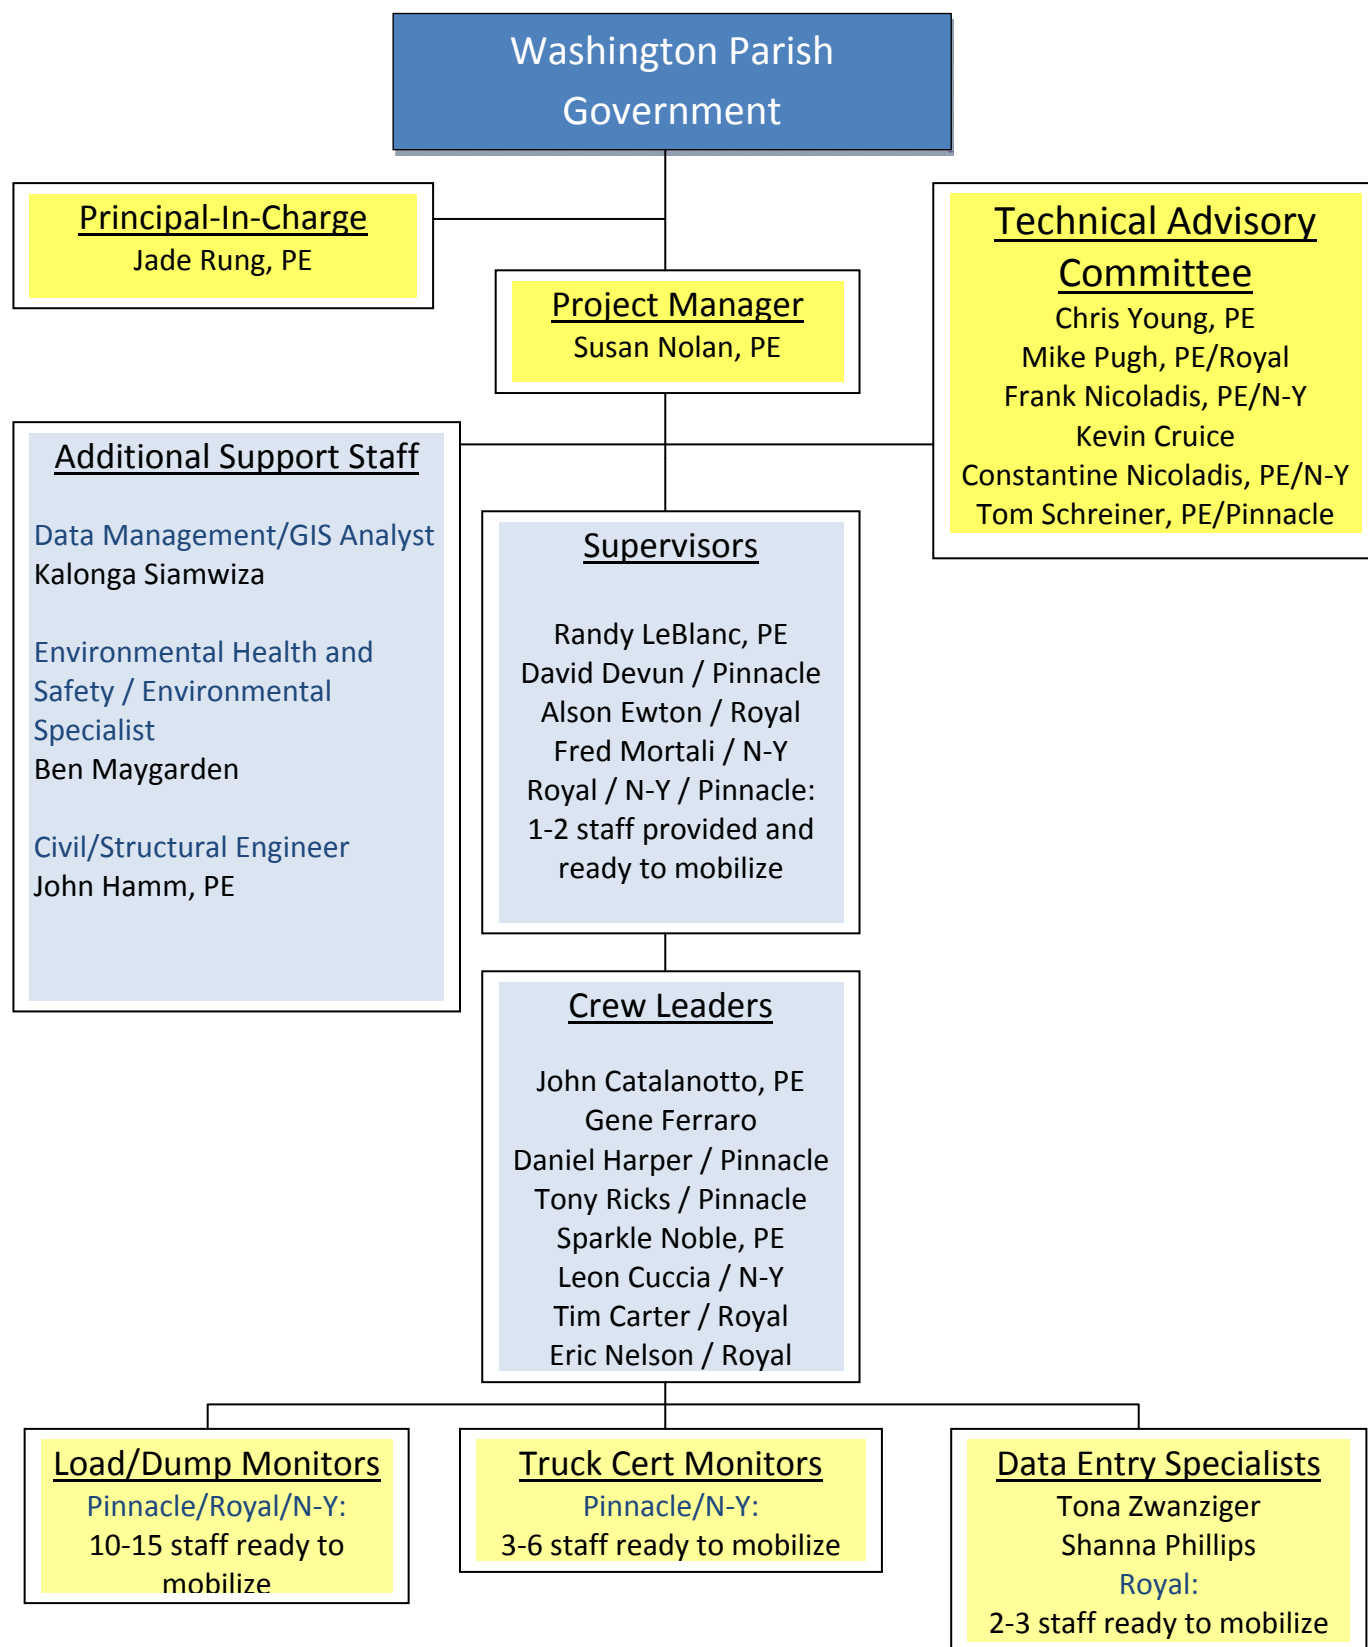 Washington Parish
Government
Principal-In-Charge
Jade Rung, PE
Technical Advisory
Committee
Chris Young, PE
Mike Pugh, PE/Royal
Frank Nicoladis, PE/N-Y
Kevin Cruice
Constantine Nicoladis, PE/N-Y
Tom Schreiner, PE/Pinnacle
Project Manager
Susan Nolan, PE
Additional Support Staff
Data Management/GIS Analyst
Kalonga Siamwiza
Environmental Health and
Safety / Environmental
Specialist
Ben Maygarden
Civil/Structural Engineer
John Hamm, PE
Supervisors
Randy LeBlanc, PE
David Devun / Pinnacle
Alson Ewton / Royal
Fred Mortali / N-Y
Royal / N-Y / Pinnacle:
1-2 staff provided and
ready to mobilize
Crew Leaders
John Catalanotto, PE
Gene Ferraro
Daniel Harper / Pinnacle
Tony Ricks / Pinnacle
Sparkle Noble, PE
Leon Cuccia / N-Y
Tim Carter / Royal
Eric Nelson / Royal
Load/Dump Monitors
Pinnacle/Royal/N-Y:
10-15 staff ready to
mobilize
Truck Cert Monitors
Pinnacle/N-Y:
3-6 staff ready to mobilize
Data Entry Specialists
Tona Zwanziger
Shanna Phillips
Royal:
2-3 staff ready to mobilize